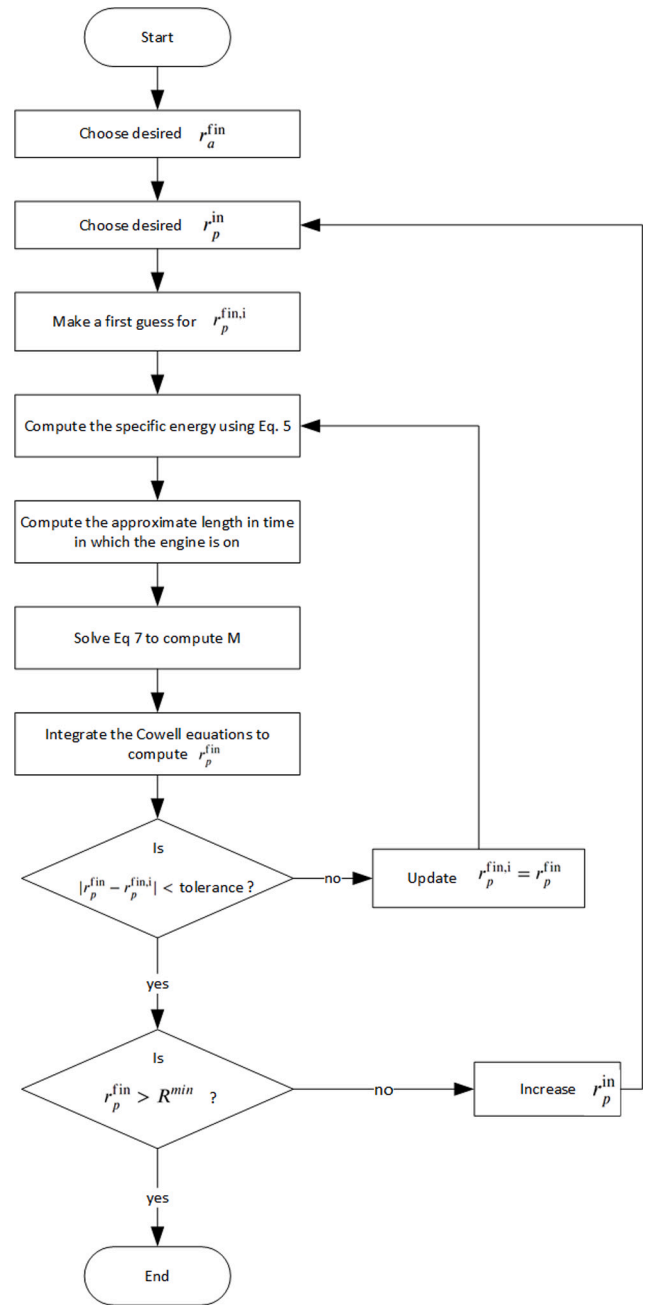 Start
Choose desired r_a^fin
Choose desired r_p^in
Make a first guess for r_p^fin,i
Compute the specific energy using Eq. 5
Compute the approximate length in time
in which the engine is on
Solve Eq 7 to compute M
Integrate the Cowell equations to
compute r_p^fin
Is
|r_p^fin − r_p^fin,i| < tolerance ?
no
Update r_p^fin,i = r_p^fin
yes
Is
r_p^fin > R^min ?
no
Increase r_p^in
yes
End